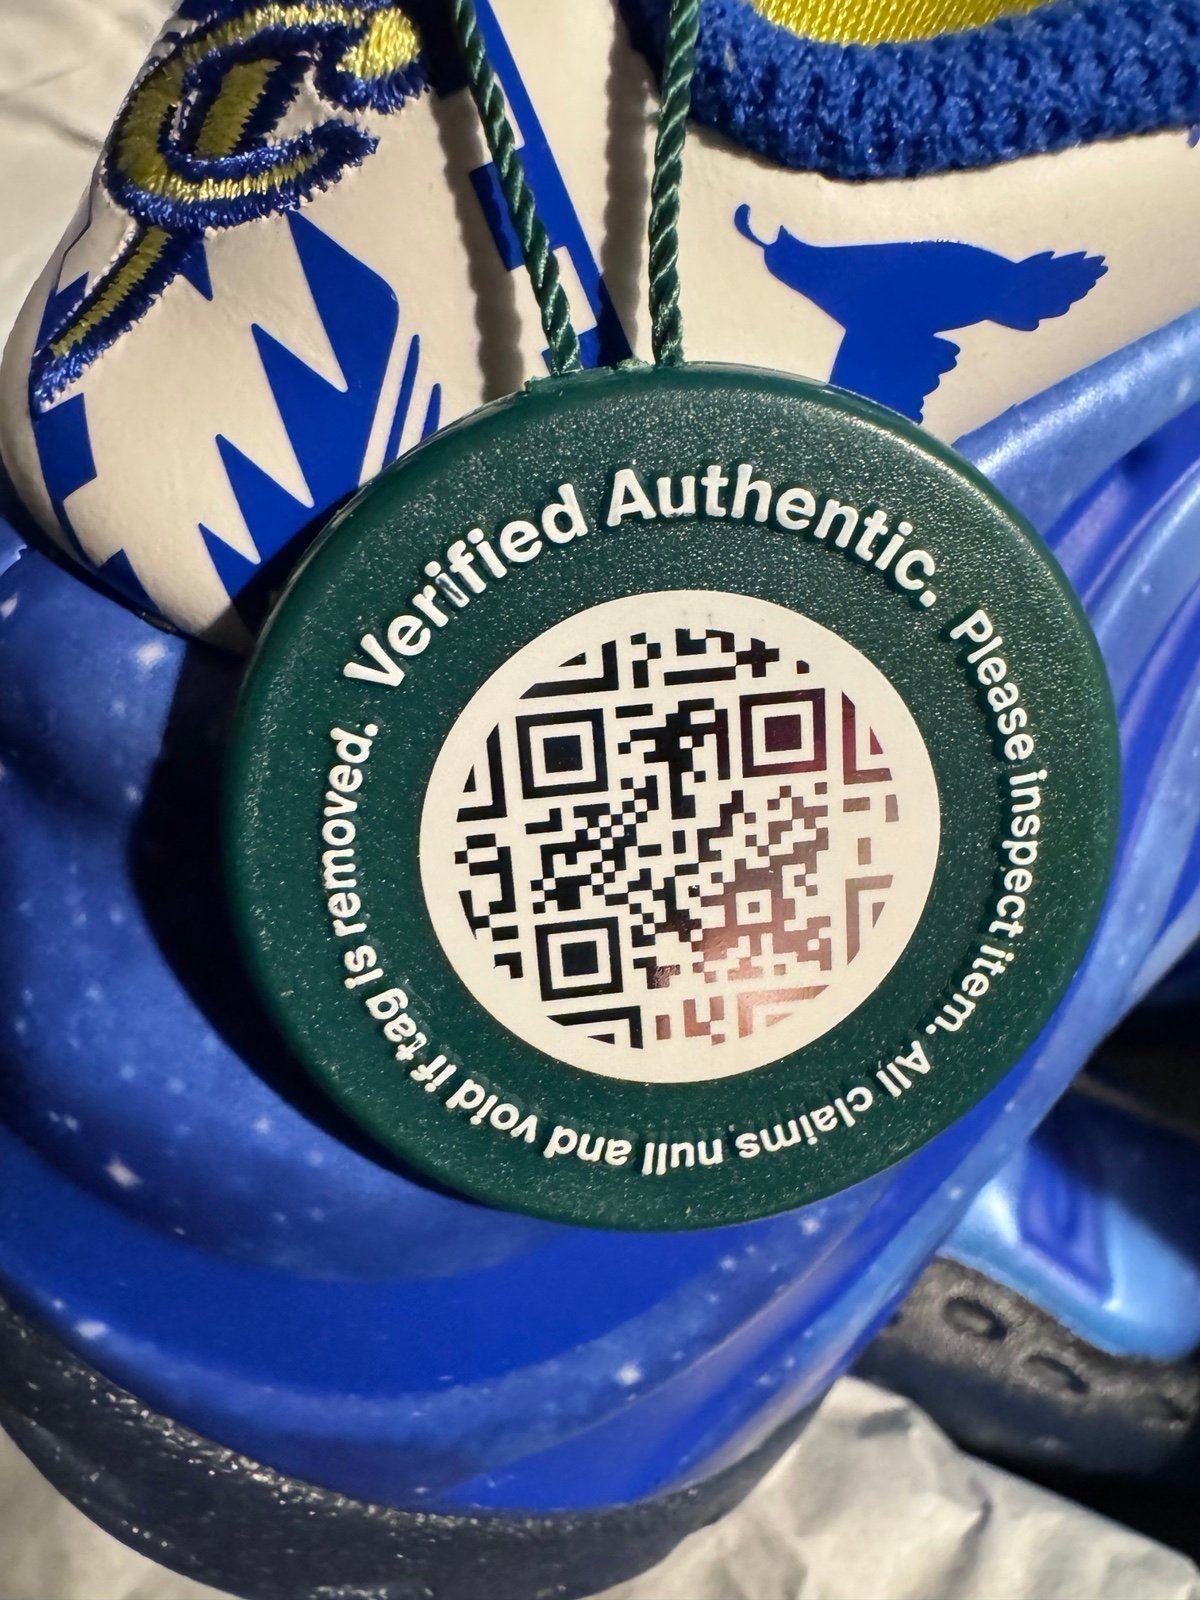 Verified Authentic.
Please inspect item. All claims null and void if tag is removed.